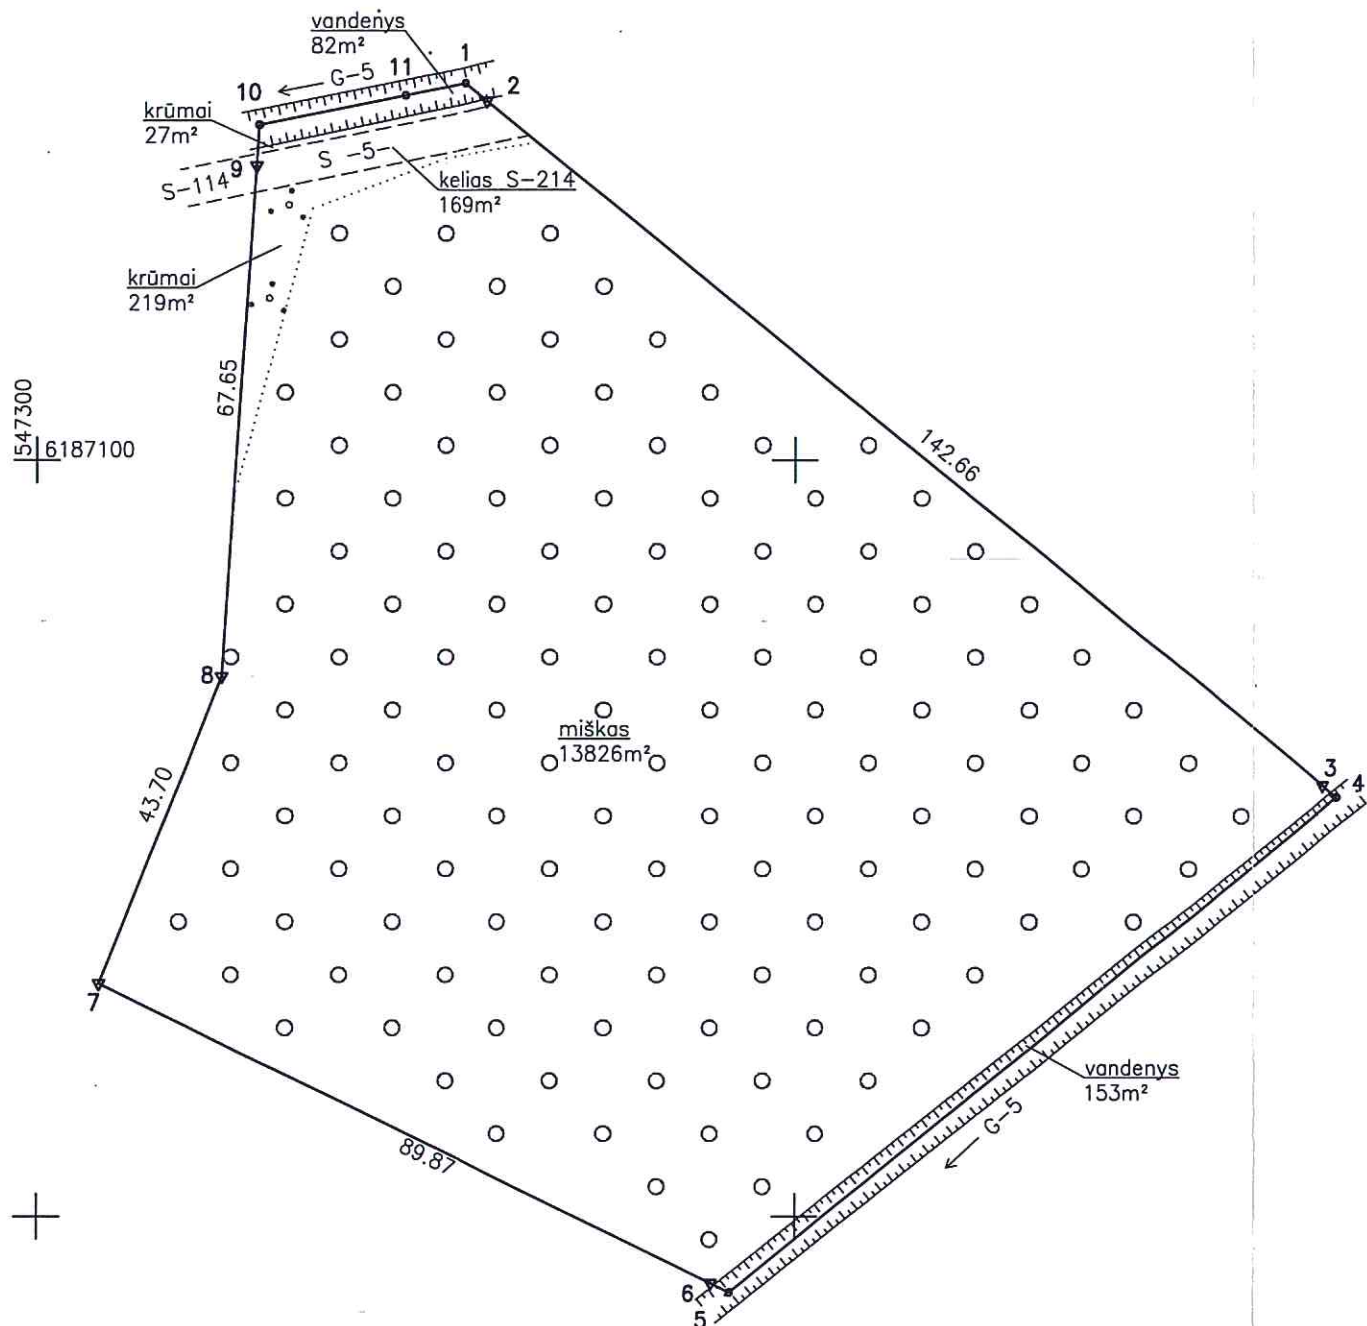 vandenys
82m²
1
11
G-5
2
10
krūmai
27m²
S -5-
9
S-114
kelias S-214
169m²
krūmai
219m²
67.65
547300
6187100
142.66
8
miškas
13826m²
3
4
43.70
7
vandenys
153m²
G-5
89.87
6
5